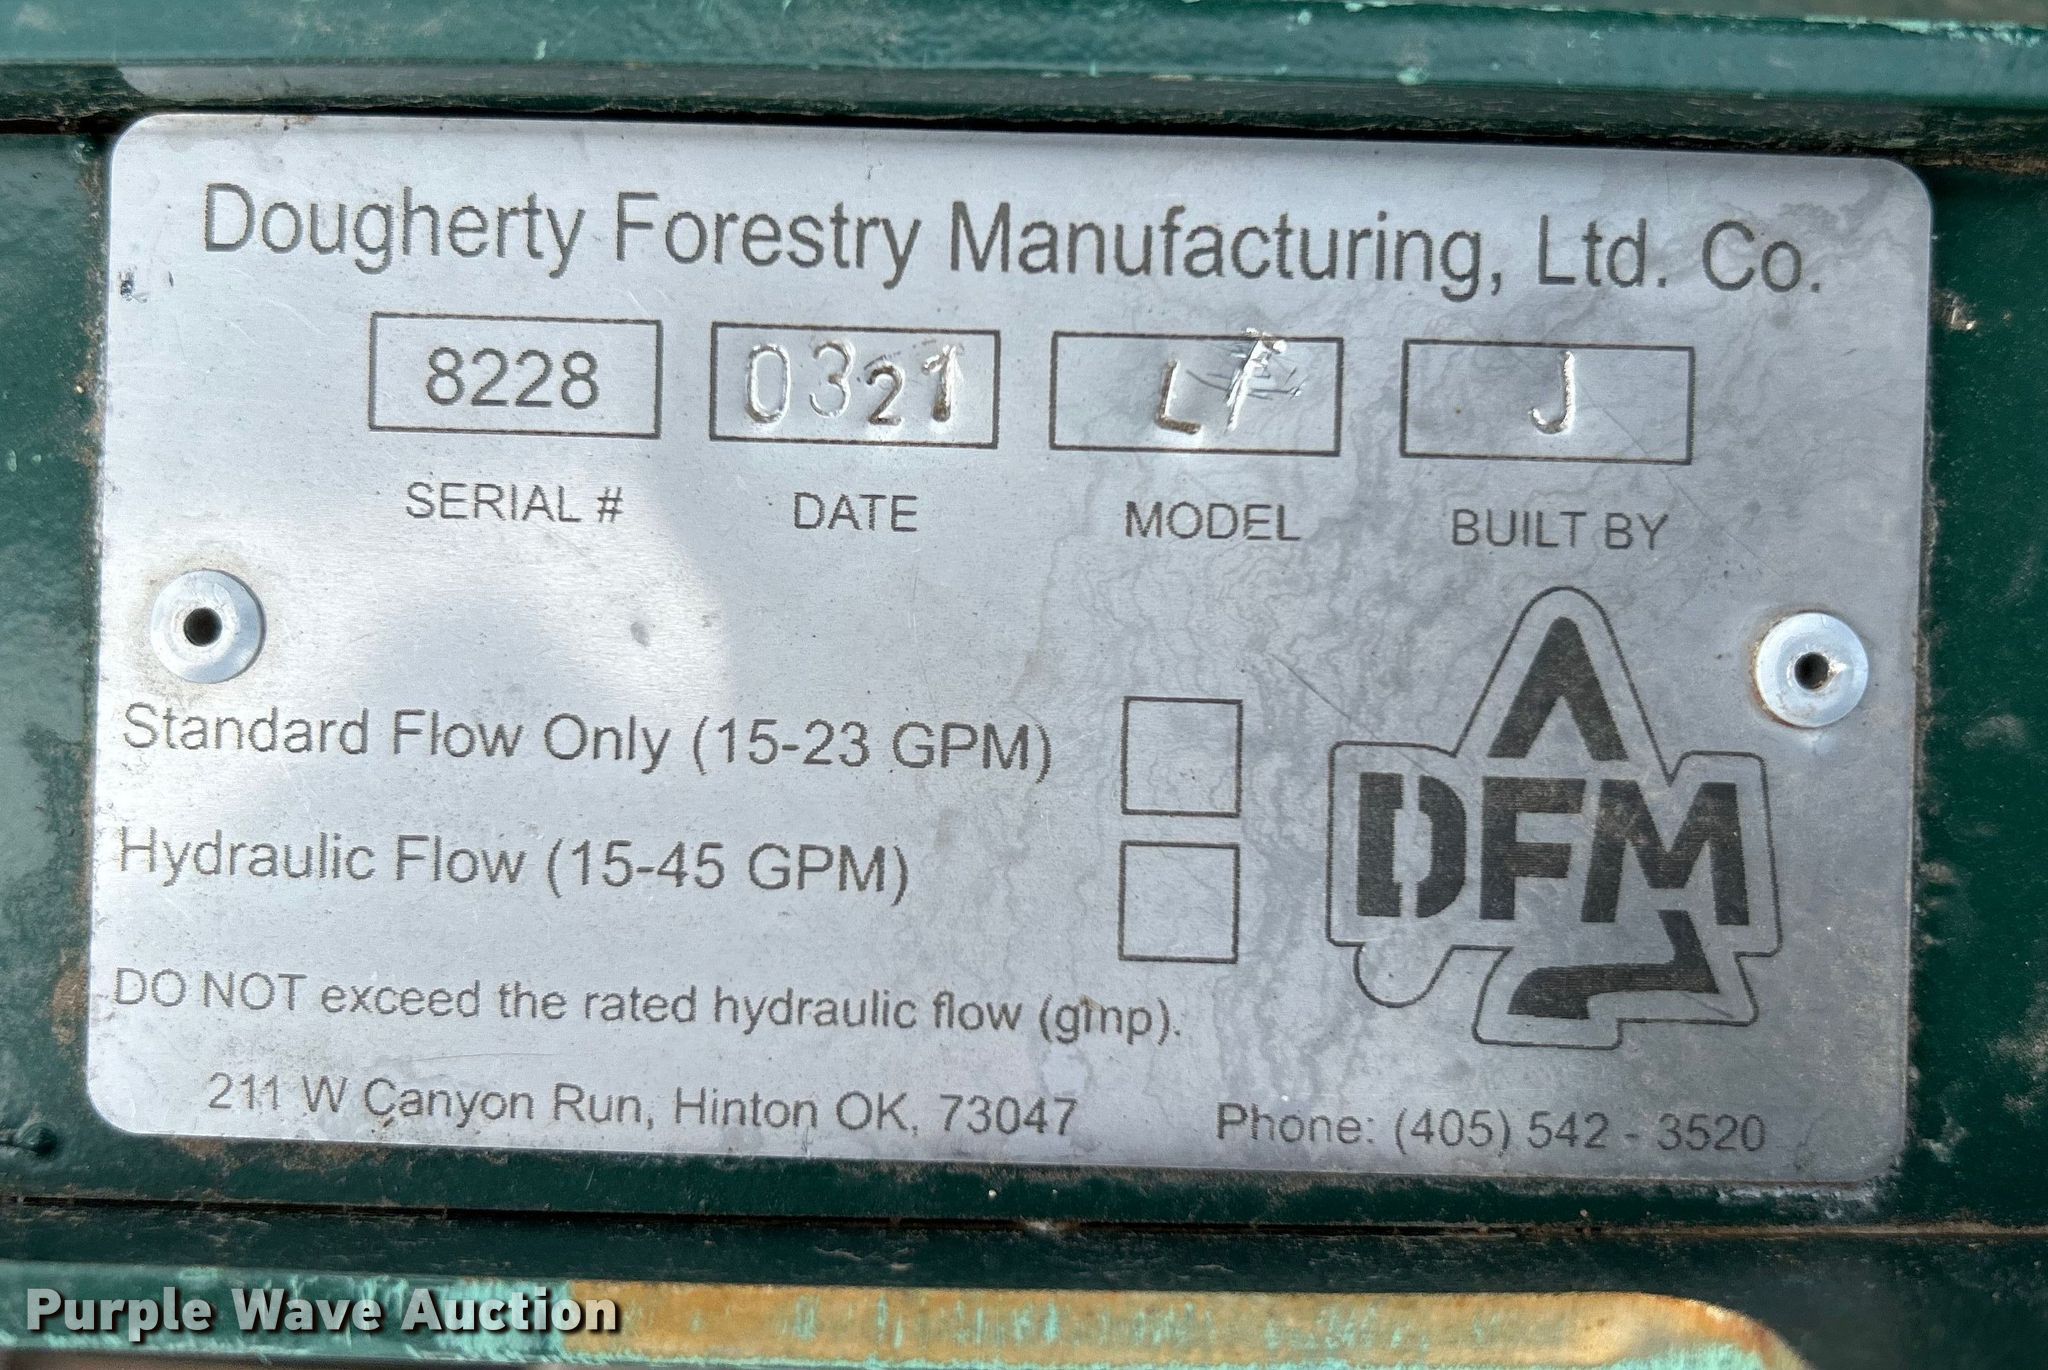 Dougherty Forestry Manufacturing, Ltd. Co.
8228 0321 J
SERIAL # DATE MODEL BUILT BY
Standard Flow Only (15-23 GPM)
Hydraulic Flow (15-45 GPM)
DFM
DO NOT exceed the rated hydraulic flow (gmp).
211 W Canyon Run, Hinton OK, 73047 Phone: (405) 542 - 3520
Purple Wave Auction